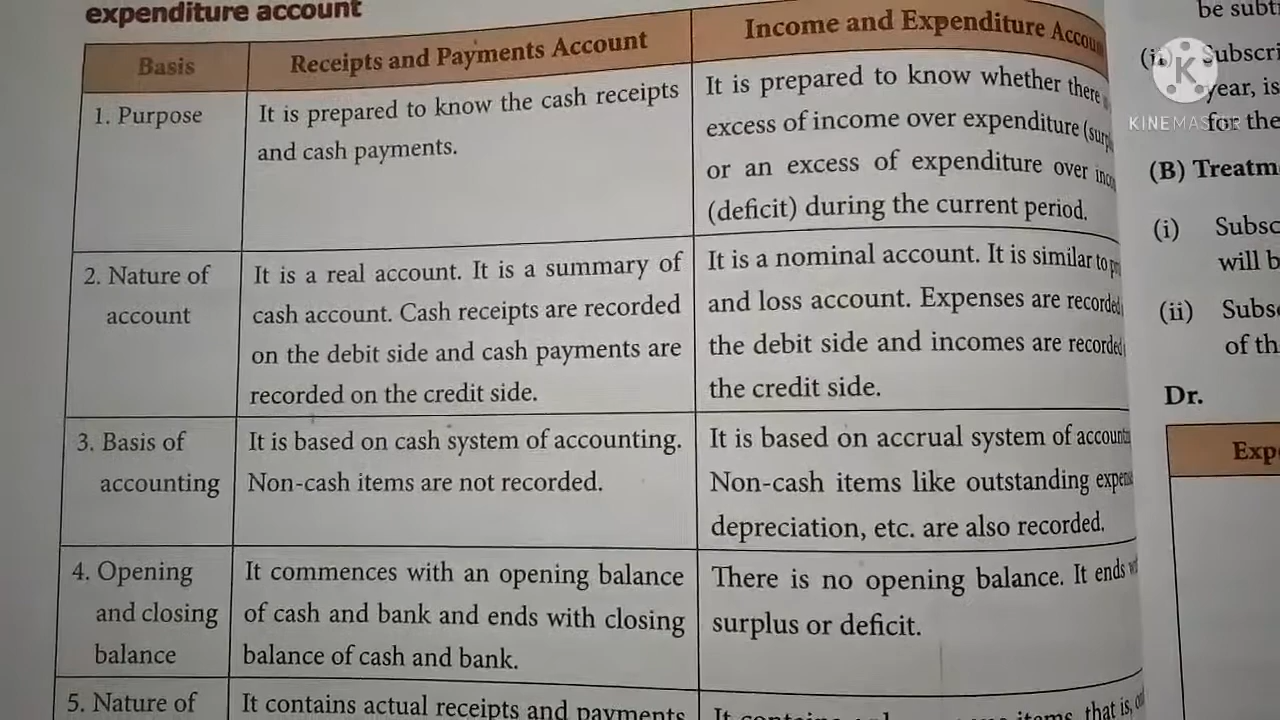 expenditure account
Basis
Receipts and Payments Account
Income and Expenditure
1. Purpose
It is prepared to know the cash receipts
and cash payments.
It is prepared to know whether there
excess of income over expenditure
or an excess of expenditure over
(deficit) during the current period.
2. Nature of
account
It is a real account. It is a summary of
cash account. Cash receipts are recorded
on the debit side and cash payments are
recorded on the credit side.
It is a nominal account. It is similar to
and loss account. Expenses are recorded
the debit side and incomes are recorded
the credit side.
3. Basis of
accounting
It is based on cash system of accounting.
Non-cash items are not recorded.
It is based on accrual system of
Non-cash items like outstanding
depreciation, etc. are also recorded.
4. Opening
and closing
balance
It commences with an opening balance
of cash and bank and ends with closing
balance of cash and bank.
There is no opening balance. It ends
surplus or deficit.
5. Nature of
It contains actual receipts and payments
It
items, that is,
be
K
KINEMASTER
year, is
for the
(B)
(i)
will
(ii)
of
Dr.